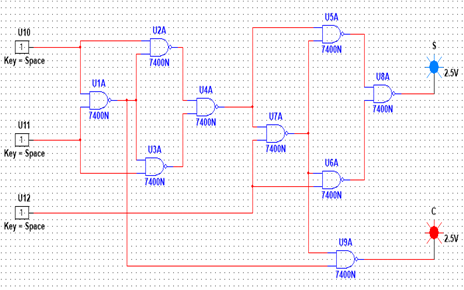 U10
1
Key = Space
U11
1
Key = Space
U12
1
Key = Space
U1A
7400N
U2A
7400N
U3A
7400N
U4A
7400N
U5A
7400N
U7A
7400N
U6A
7400N
U8A
7400N
U9A
7400N
S
2.5V
C
2.5V